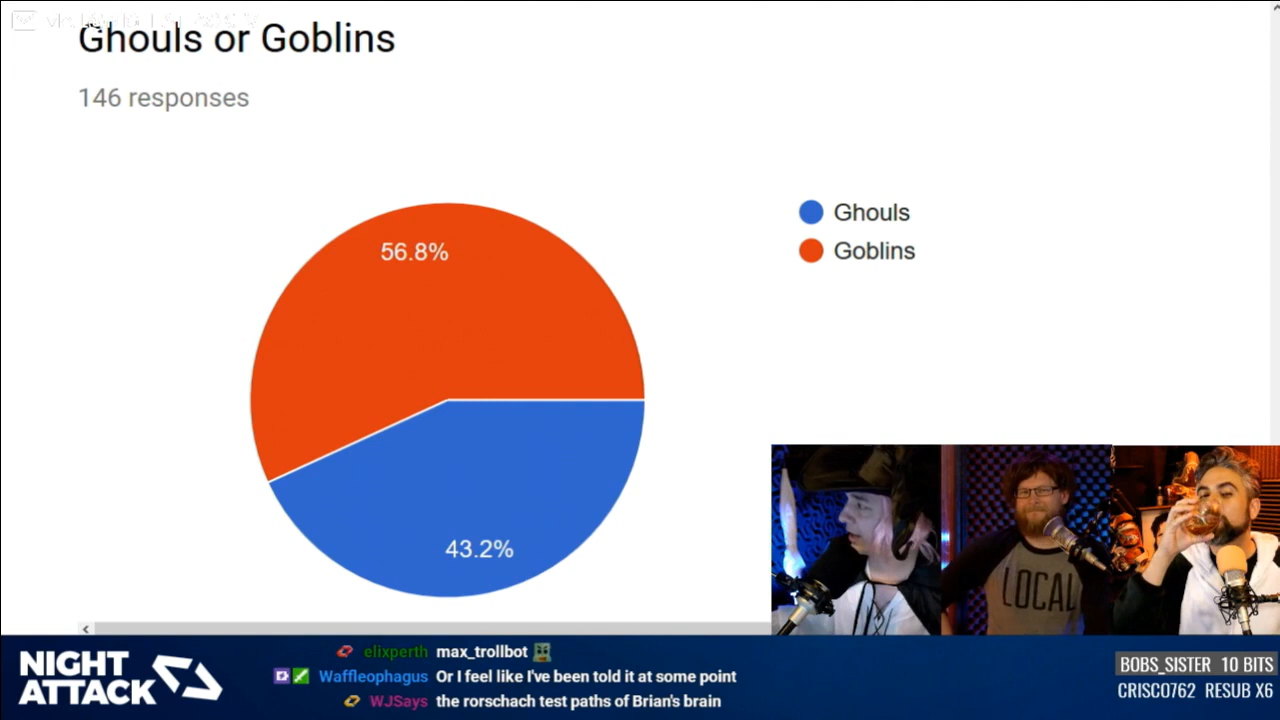 Ghouls or Goblins
146 responses
56.8%
43.2%
Ghouls
Goblins
LOCAL
NIGHT
ATTACK
elixperth max_trollbot
Waffleophagus Or I feel like I've been told it at some point
WJSays the rorschach test paths of Brian's brain
BOBS_SISTER 10 BITS
CRISCO762 RESUB X6